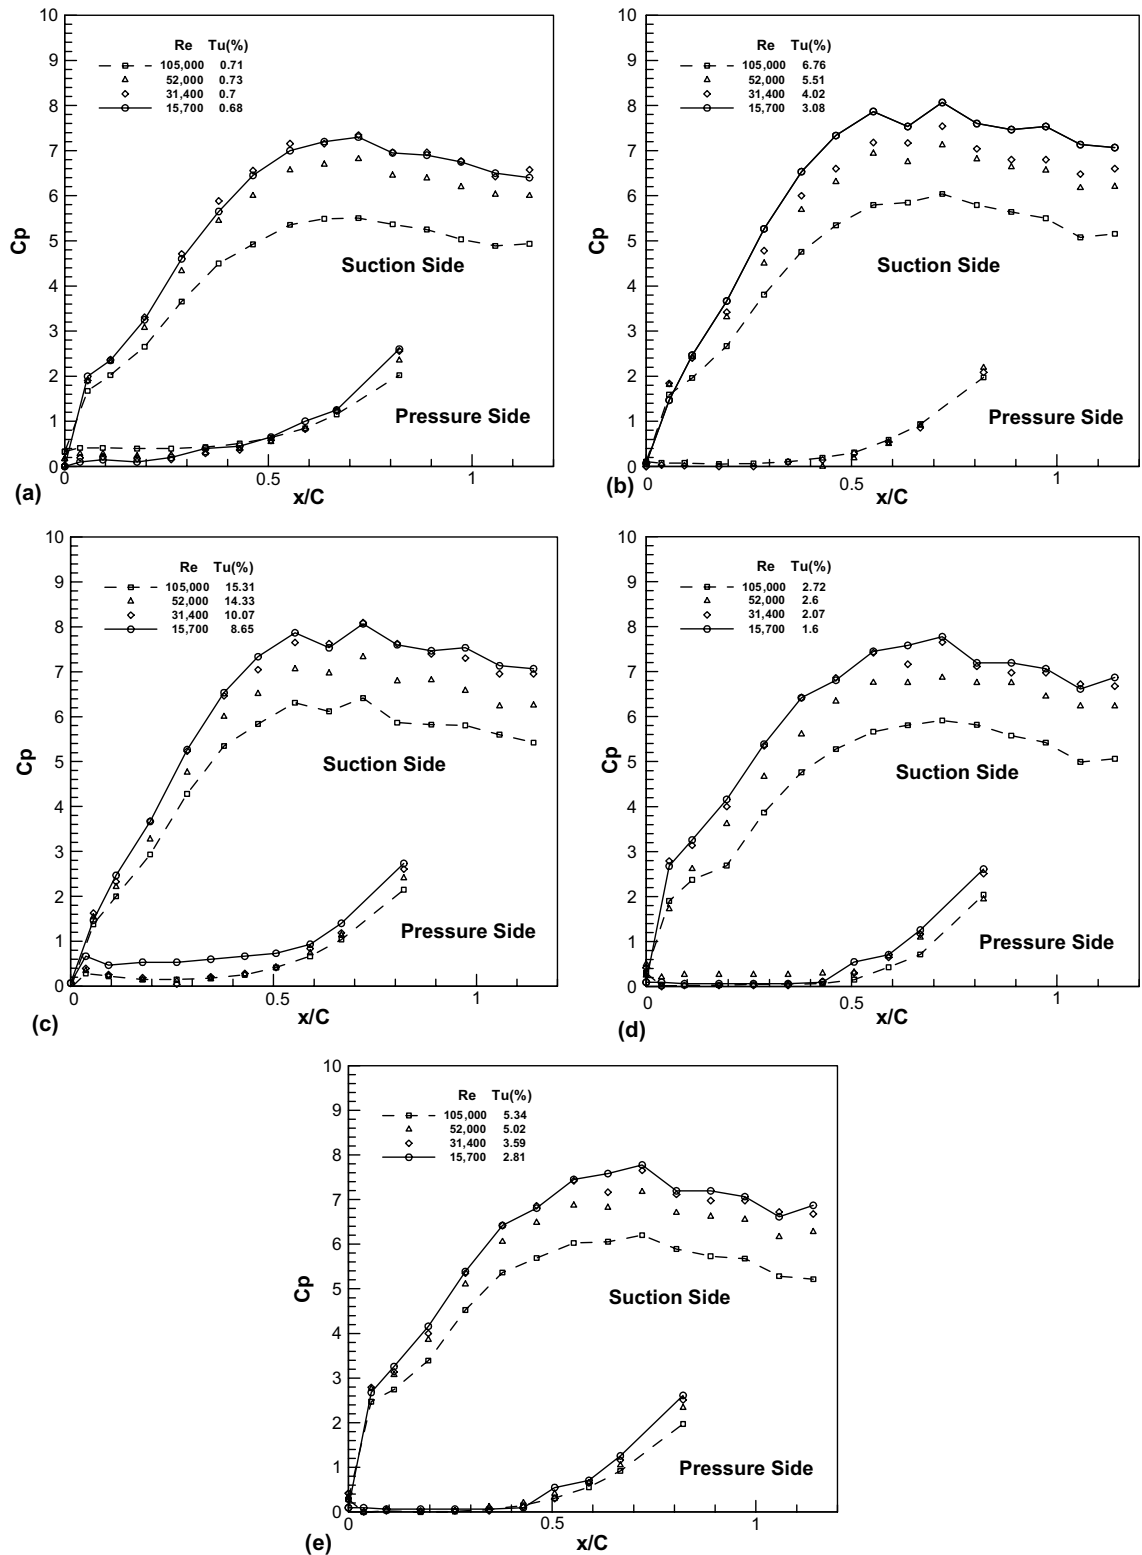 10
9
Re Tu(%)
105,000 0.71
52,000 0.73
31,400 0.7
15,700 0.68
8
7
6
5
Cp
Suction Side
4
3
2
Pressure Side
1
0
0 0.5 1
x/C
(a)
10
9
Re Tu(%)
105,000 6.76
52,000 5.51
31,400 4.02
15,700 3.08
8
7
6
5
Cp
Suction Side
4
3
2
Pressure Side
1
0
0 0.5 1
x/C
(b)
10
9
Re Tu(%)
105,000 15.31
52,000 14.33
31,400 10.07
15,700 8.65
8
7
6
5
Cp
Suction Side
4
3
2
Pressure Side
1
0
0 0.5 1
x/C
(c)
10
9
Re Tu(%)
105,000 2.72
52,000 2.6
31,400 2.07
15,700 1.6
8
7
6
5
Cp
Suction Side
4
3
2
Pressure Side
1
0
0 0.5 1
x/C
(d)
10
9
Re Tu(%)
105,000 5.34
52,000 5.02
31,400 3.59
15,700 2.81
8
7
6
5
Cp
Suction Side
4
3
2
Pressure Side
1
0
0 0.5 1
x/C
(e)